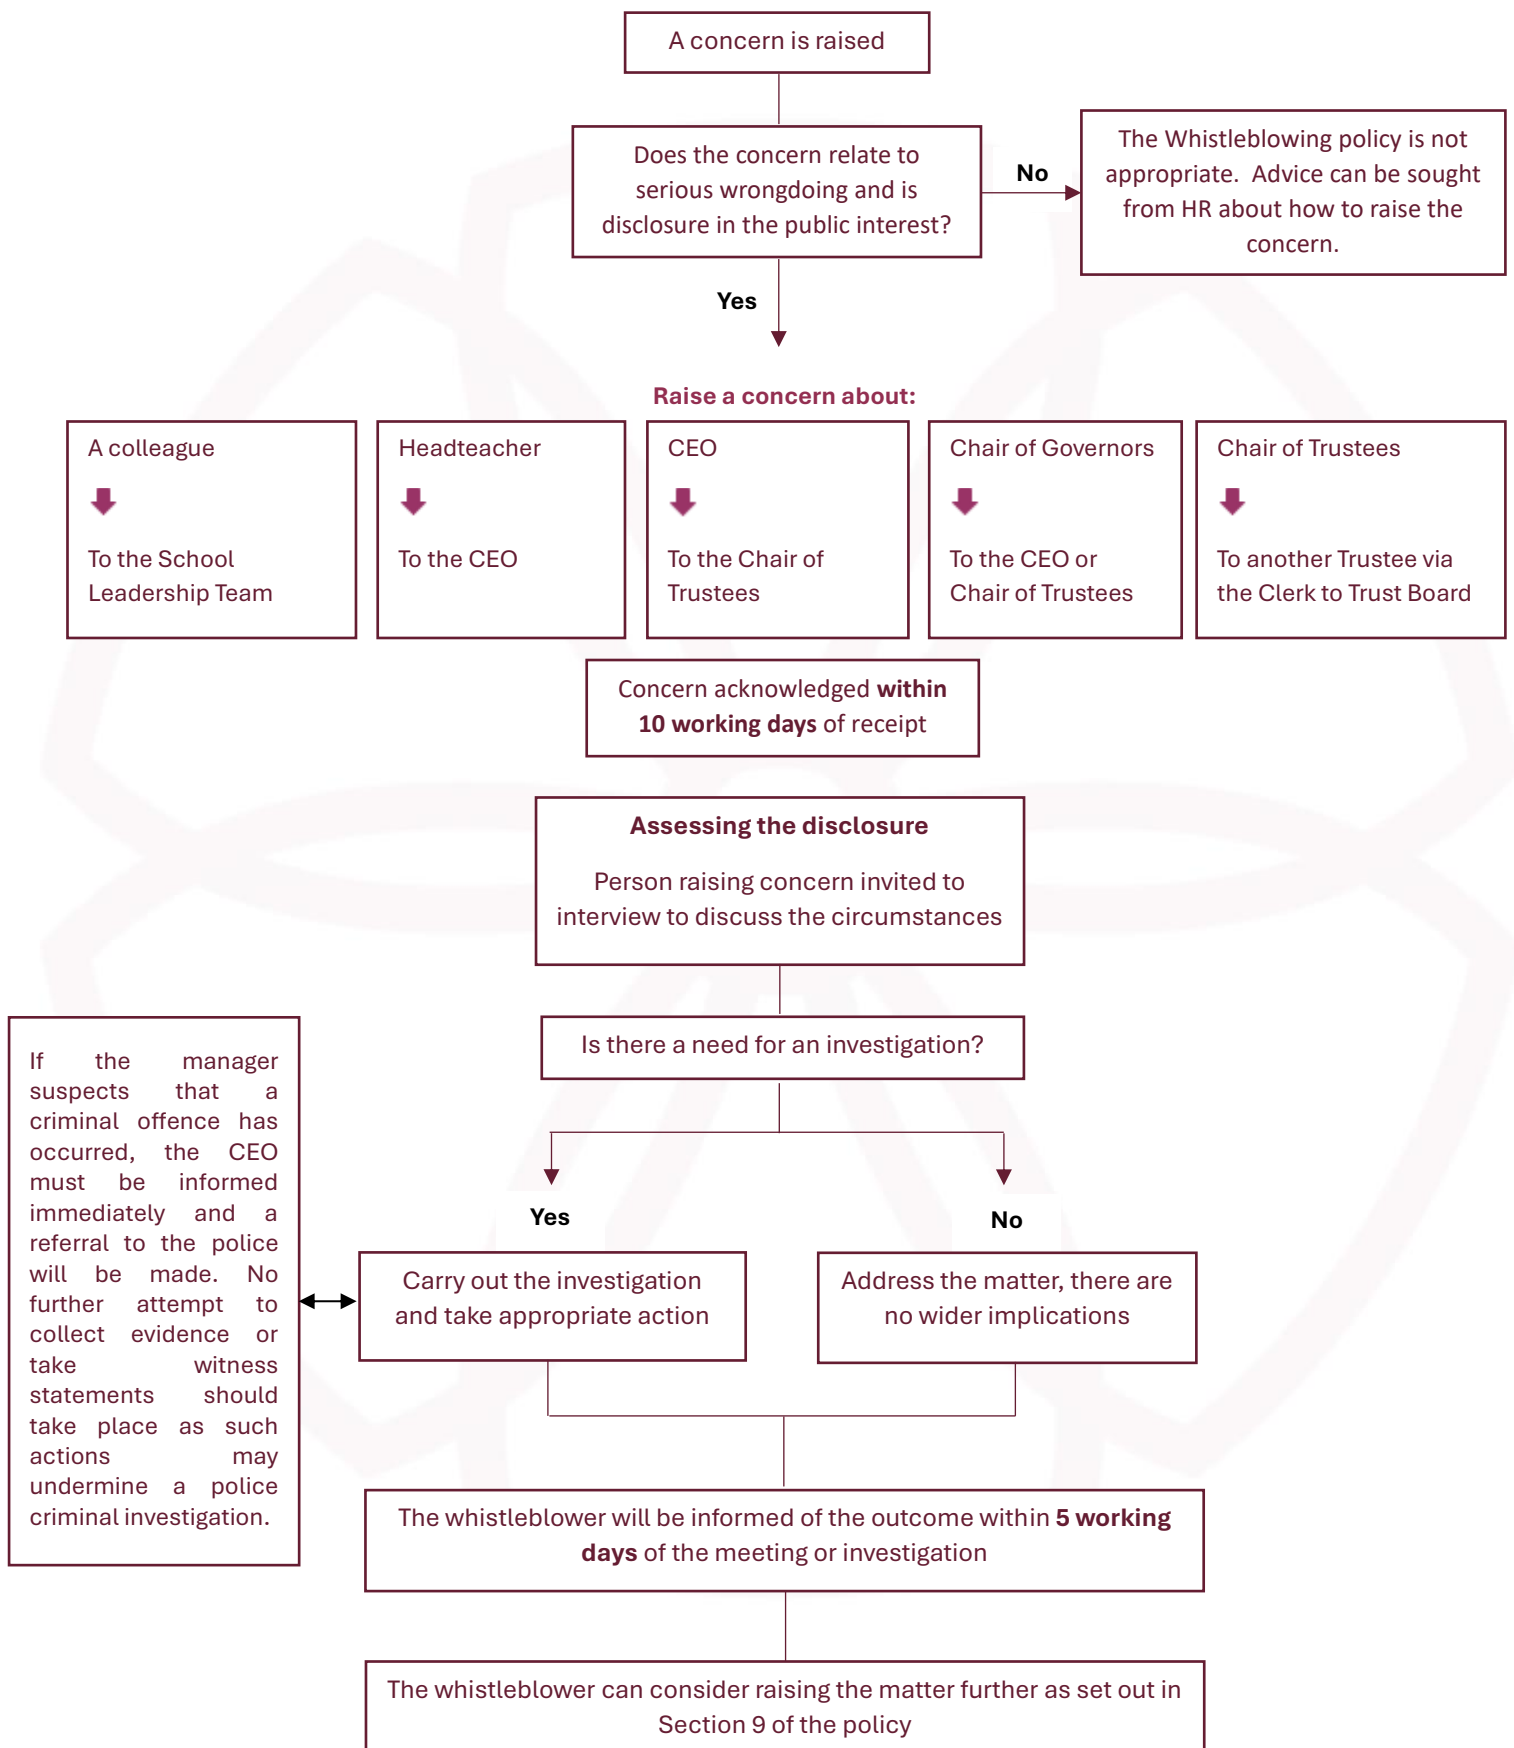 A concern is raised
Does the concern relate to
serious wrongdoing and is
disclosure in the public interest?
No
The Whistleblowing policy is not
appropriate. Advice can be sought
from HR about how to raise the
concern.
Yes
Raise a concern about:
A colleague
To the School
Leadership Team
Headteacher
To the CEO
CEO
To the Chair of
Trustees
Chair of Governors
To the CEO or
Chair of Trustees
Chair of Trustees
To another Trustee via
the Clerk to Trust Board
Concern acknowledged within
10 working days of receipt
Assessing the disclosure
Person raising concern invited to
interview to discuss the circumstances
Is there a need for an investigation?
If the manager
suspects that a
criminal offence has
occurred, the CEO
must be informed
immediately and a
referral to the police
will be made. No
further attempt to
collect evidence or
take witness
statements should
take place as such
actions may
undermine a police
criminal investigation.
Yes
Carry out the investigation
and take appropriate action
No
Address the matter, there are
no wider implications
The whistleblower will be informed of the outcome within 5 working
days of the meeting or investigation
The whistleblower can consider raising the matter further as set out in
Section 9 of the policy